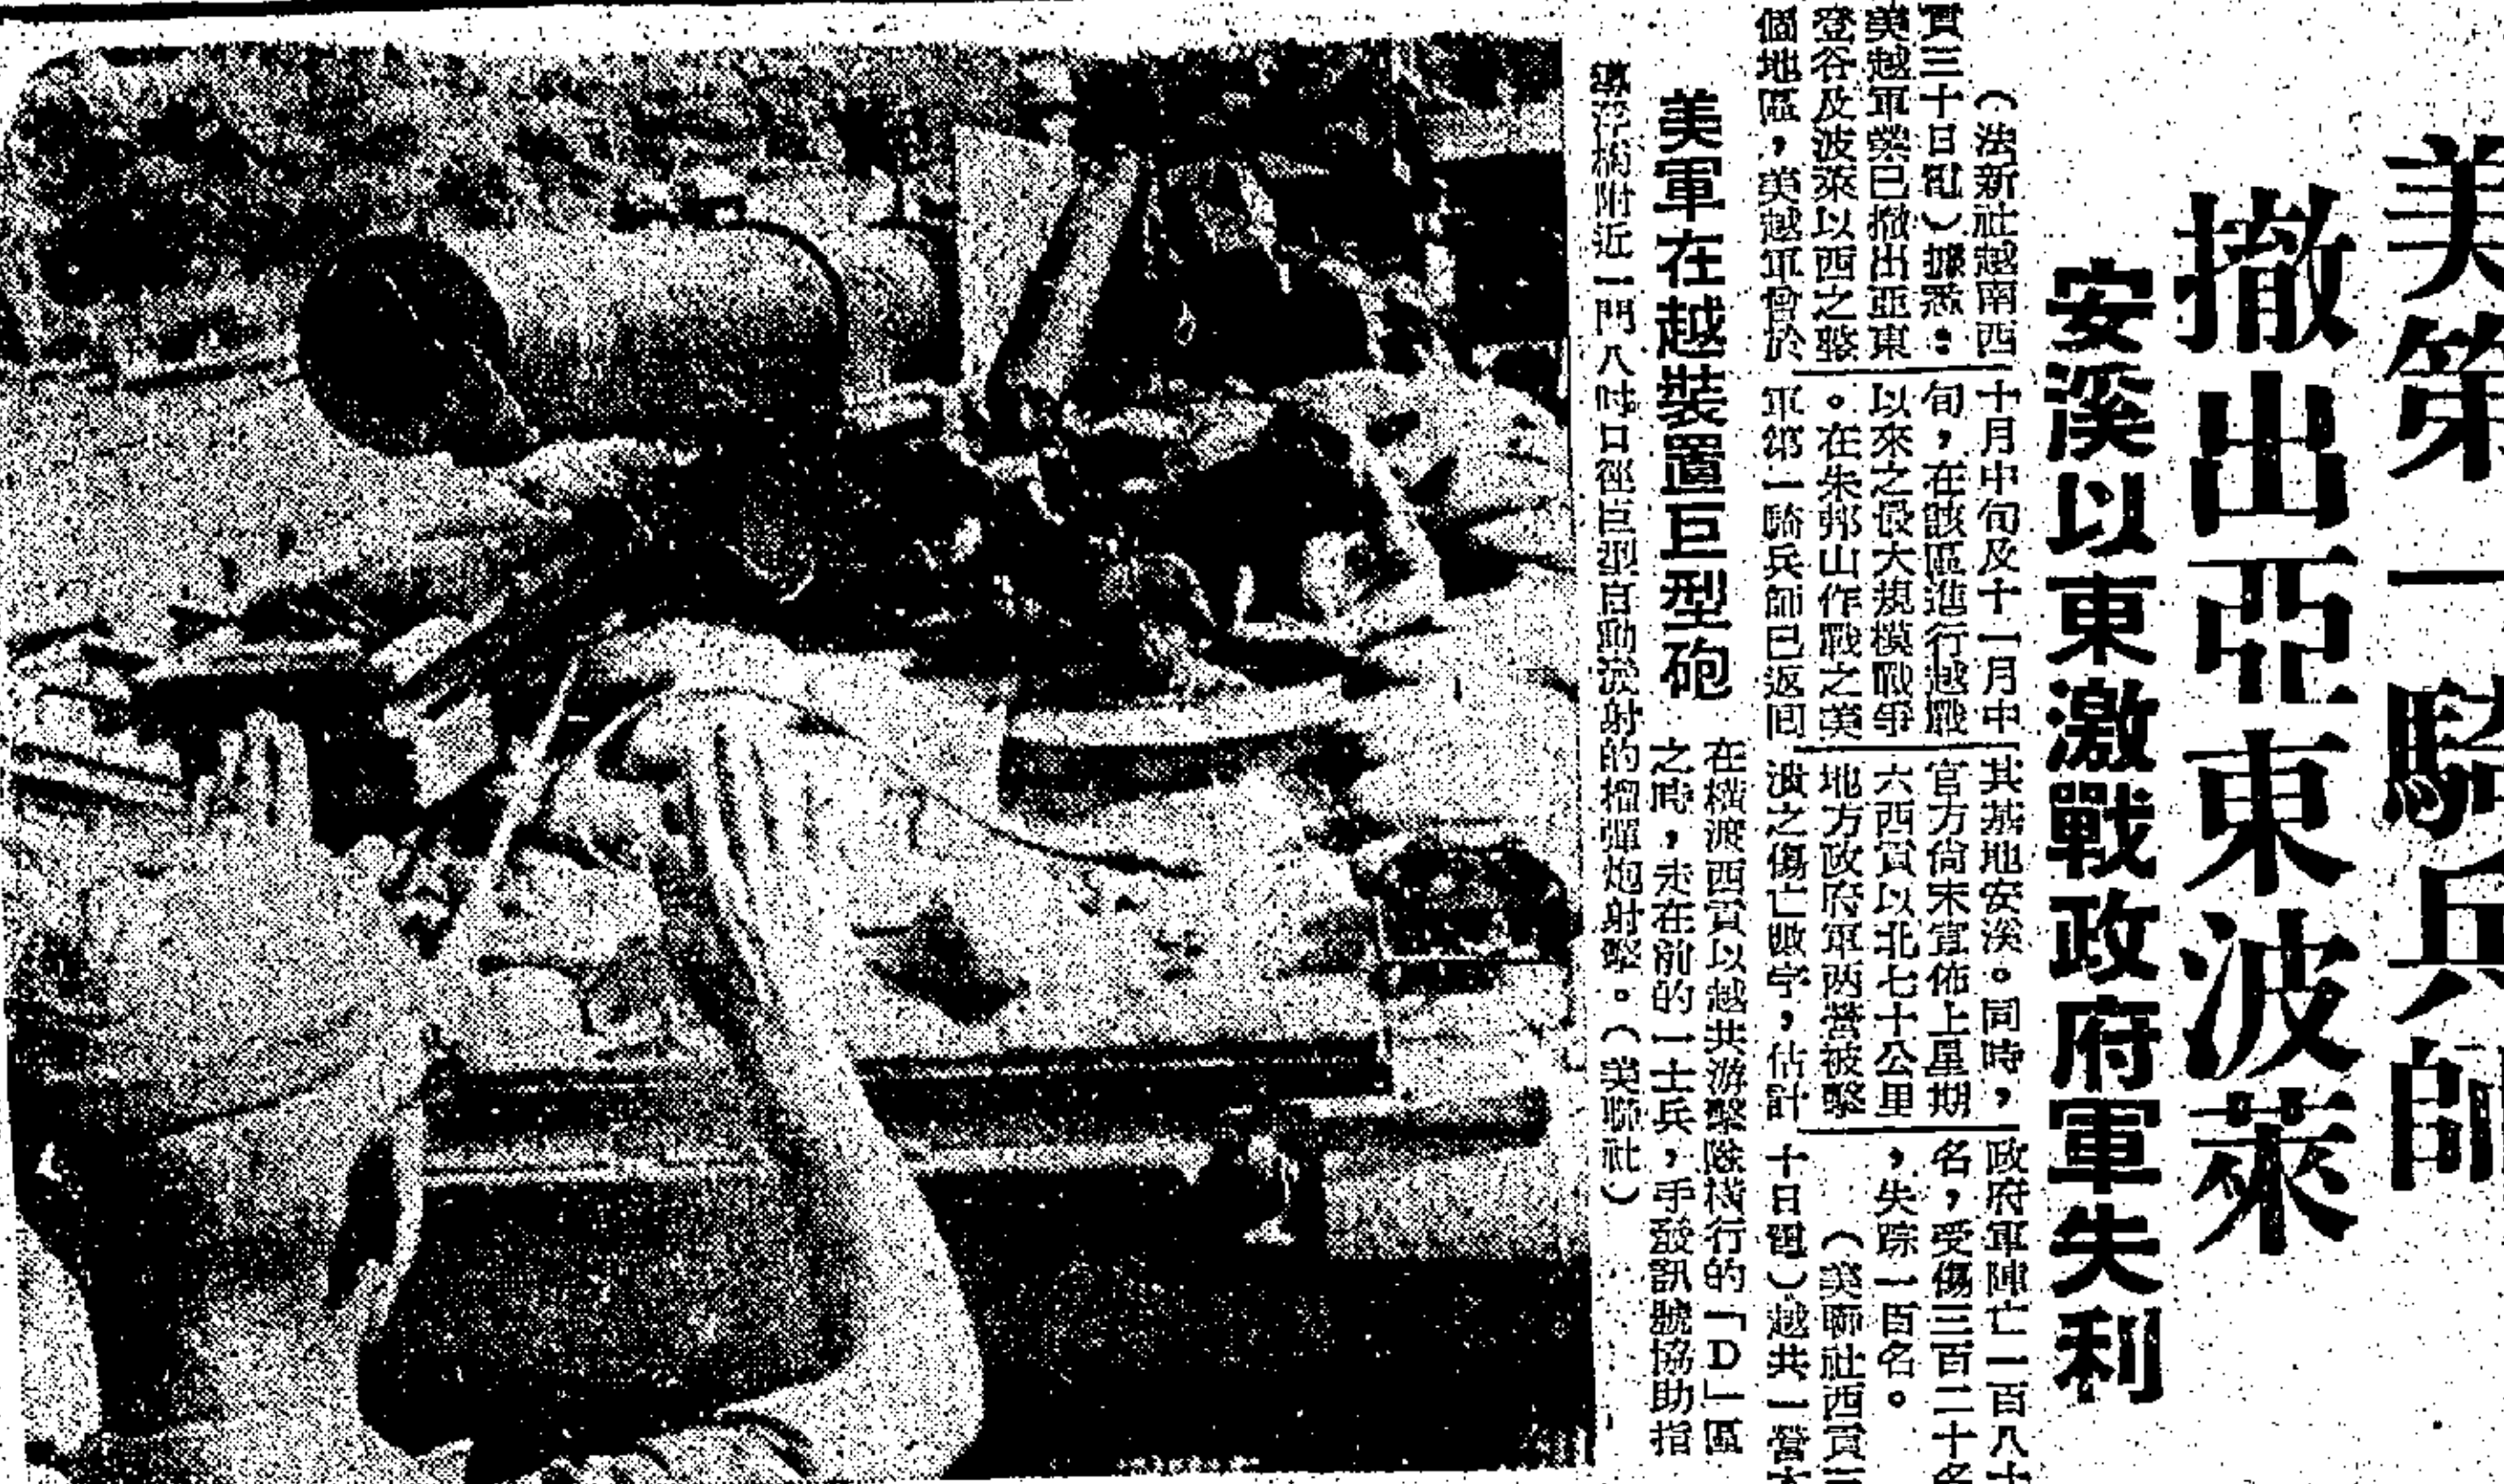 美第一騎兵師
撤出亞東波萊
安溪以東激戰政府軍失利
（法新社越南西
貢三十日電）據悉：
美越軍業已撤出亞東
登谷及波萊以西之整
個地區，美越軍曾於
十月中旬及十一月中
旬，在該區進行越戰
以來之最大規模戰爭
。在朱邦山作戰之美
軍第一騎兵師已返回
其基地安溪。同時，
官方尚未宣佈上星期
六西貢以北七十公里
地方政府軍两營被擊
潰之傷亡數字，估計
政府軍陣亡一百八十
名，受傷三百二十名
，失踪一百名。
（美聯社西貢三
十日電）越共一營
美軍在越裝置巨型砲
在橫渡西貢以越共游擊隊橫行的「D」區
之時，走在前的一士兵，手發訊號協助指
導浮橋附近一門八吋口徑巨型自動發射的榴彈炮射擊。（美聯社）